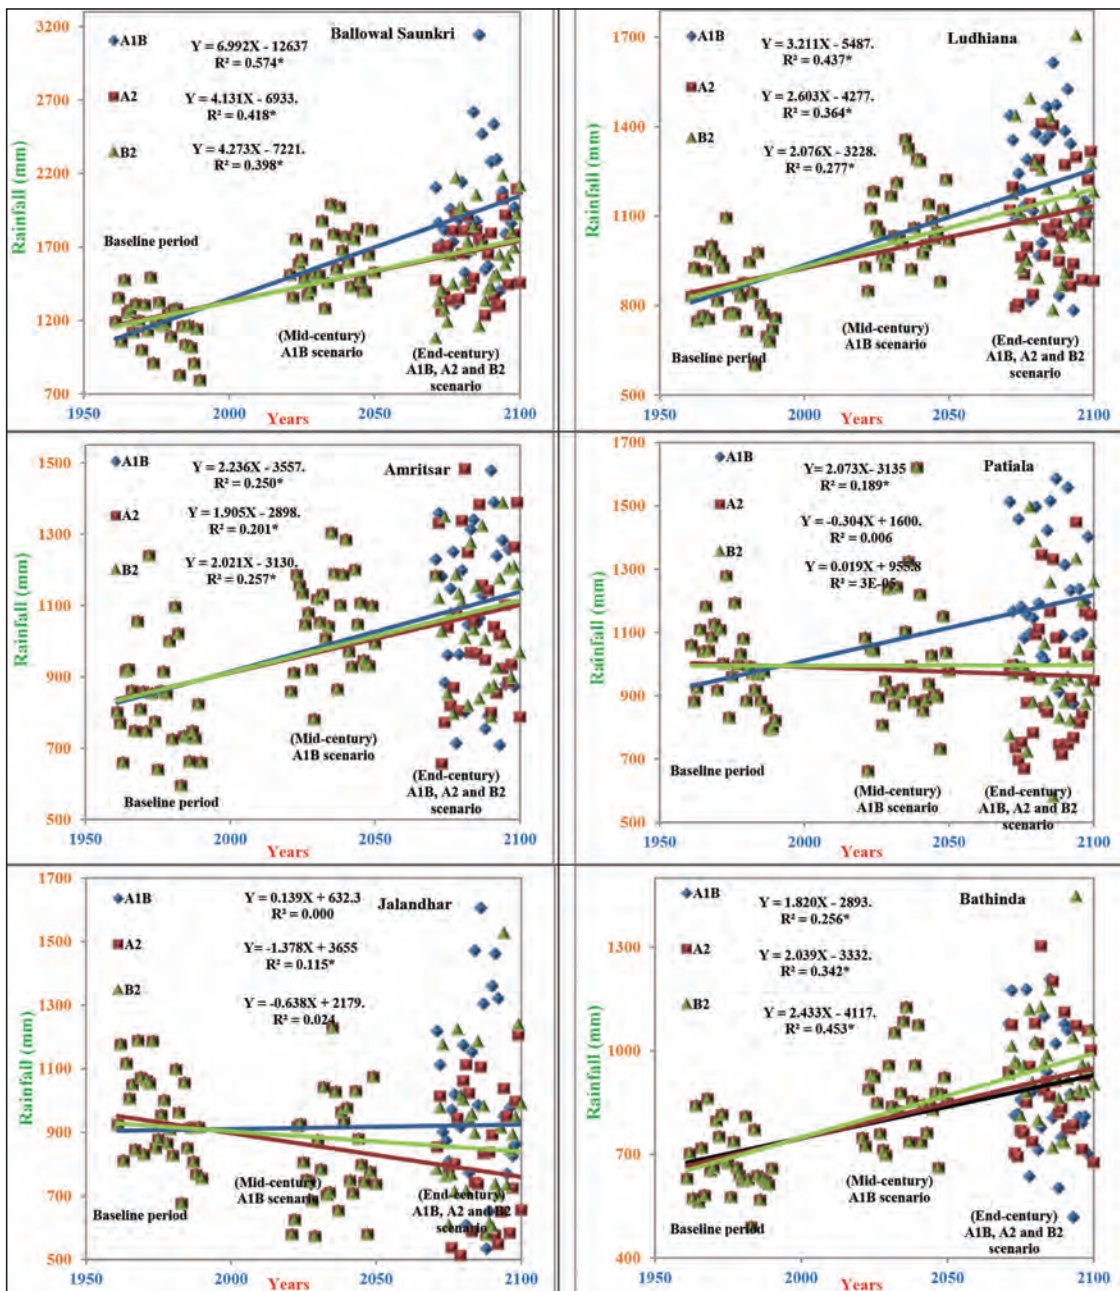 Ballowal Saunkri
A1B
Y = 6.992X - 12637
R² = 0.574*
A2
Y = 4.131X - 6933.
R² = 0.418*
B2
Y = 4.273X - 7221.
R² = 0.398*
Rainfall (mm)
3200
2700
2200
1700
1200
700
Baseline period
(Mid-century)
A1B scenario
(End-century)
A1B, A2 and B2
scenario
1950
2000
2050
2100
Years
Ludhiana
A1B
Y = 3.211X - 5487.
R² = 0.437*
A2
Y = 2.603X - 4277.
R² = 0.364*
B2
Y = 2.076X - 3228.
R² = 0.277*
Rainfall (mm)
1700
1400
1100
800
500
Baseline period
(Mid-century)
A1B scenario
(End-century)
A1B, A2 and B2
scenario
1950
2000
2050
2100
Years
Amritsar
A1B
Y = 2.236X - 3557.
R² = 0.250*
A2
Y = 1.905X - 2898.
R² = 0.201*
B2
Y = 2.021X - 3130.
R² = 0.257*
Rainfall (mm)
1500
1300
1100
900
700
500
Baseline period
(Mid-century)
A1B scenario
(End-century)
A1B, A2 and B2
scenario
1950
2000
2050
2100
Years
Patiala
A1B
Y = 2.073X - 3135
R² = 0.189*
A2
Y = -0.304X + 1600.
R² = 0.006
B2
R² = 3E-05
Rainfall (mm)
1700
1500
1300
1100
900
700
500
Baseline period
(Mid-century)
A1B scenario
(End-century)
A1B, A2 and B2
scenario
1950
2000
2050
2100
Years
Jalandhar
A1B
Y = 0.139X + 632.3
R² = 0.000
A2
Y = -1.378X + 3655
R² = 0.115*
B2
Y = -0.638X + 2179.
R² = 0.024
Rainfall (mm)
1700
1500
1300
1100
900
700
500
Baseline period
(Mid-century)
A1B scenario
(End-century)
A1B, A2 and B2
scenario
1950
2000
2050
2100
Years
Bathinda
A1B
Y = 1.820X - 2893.
R² = 0.256*
A2
Y = 2.039X - 3332.
R² = 0.342*
B2
Y = 2.433X - 4117.
R² = 0.453*
Rainfall (mm)
1300
1000
700
400
Baseline period
(Mid-century)
A1B scenario
(End-century)
A1B, A2 and B2
scenario
1950
2000
2050
2100
Years